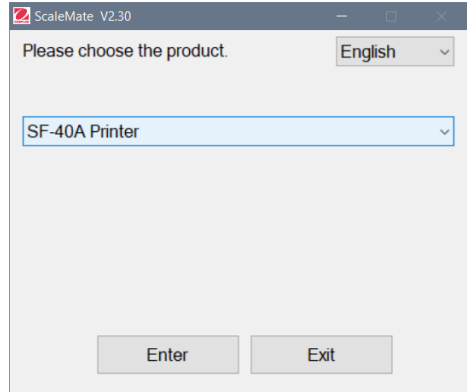 ScaleMate V2.30
Please choose the product.
English
SF-40A Printer
Enter
Exit